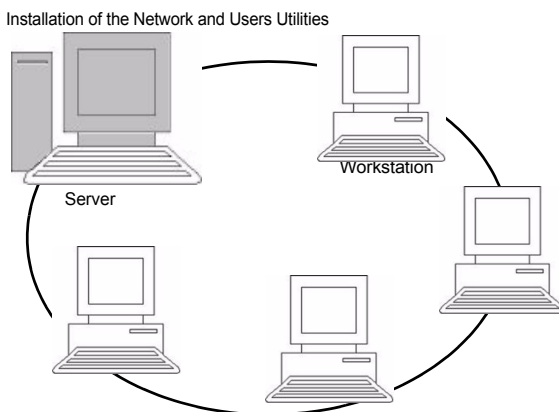 Installation of the Network and Users Utilities
Workstation
Server